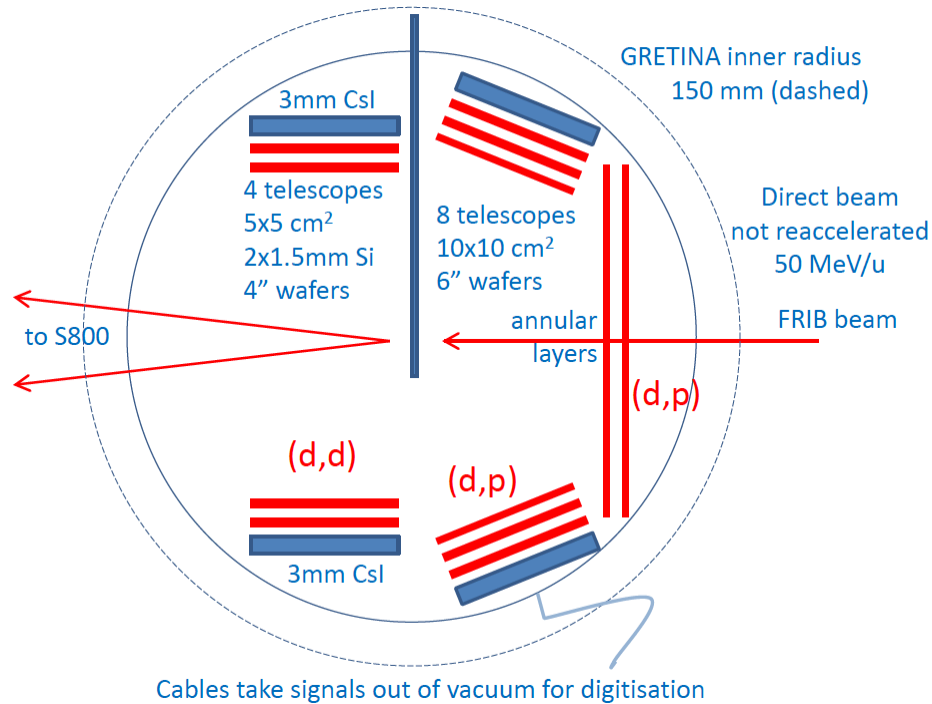 GRETINA inner radius
150 mm (dashed)
3mm CsI
4 telescopes
5x5 cm²
2x1.5mm Si
4” wafers
8 telescopes
10x10 cm²
6” wafers
Direct beam
not reaccelerated
50 MeV/u
annular
layers
FRIB beam
to S800
(d,p)
(d,d)
(d,p)
3mm CsI
Cables take signals out of vacuum for digitisation